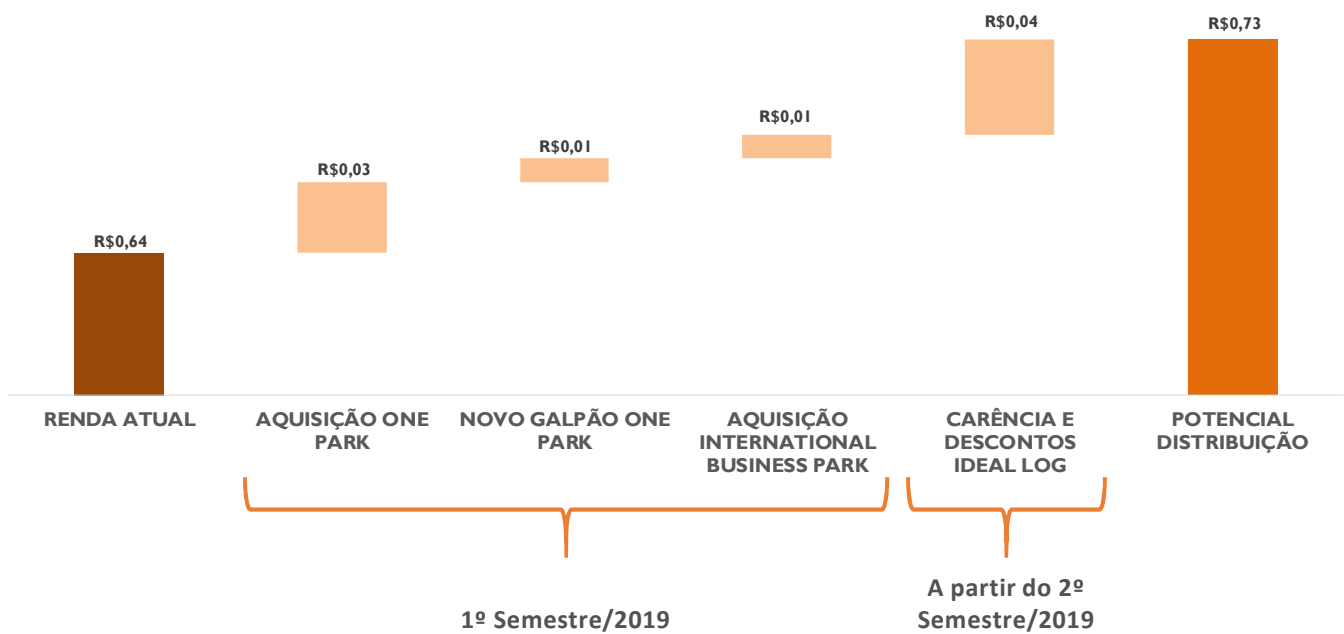 R$0,64
R$0,03
R$0,01
R$0,01
R$0,04
R$0,73
RENDA ATUAL
AQUISIÇÃO ONE
PARK
NOVO GALPÃO ONE
PARK
AQUISIÇÃO
INTERNATIONAL
BUSINESS PARK
CARÊNCIA E
DESCONTOS
IDEAL LOG
POTENCIAL
DISTRIBUIÇÃO
1º Semestre/2019
A partir do 2º
Semestre/2019